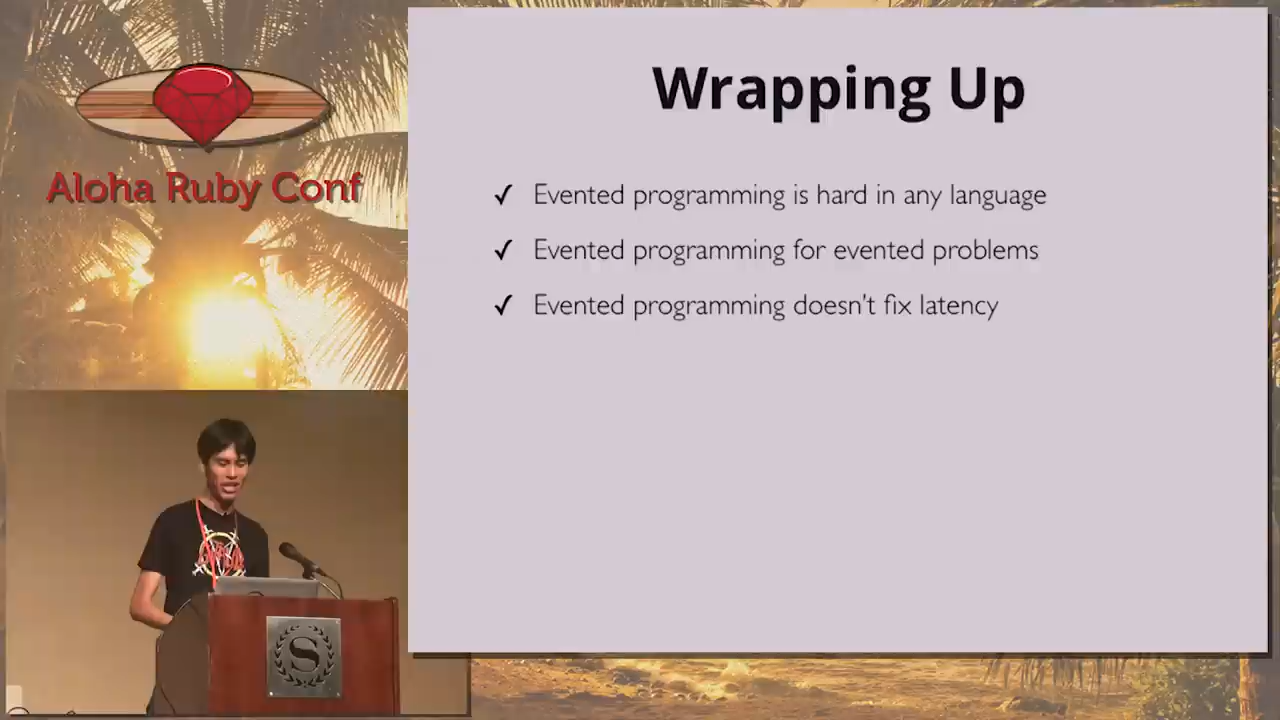 Aloha Ruby Conf
Wrapping Up
✓ Evented programming is hard in any language
✓ Evented programming for evented problems
✓ Evented programming doesn't fix latency
S